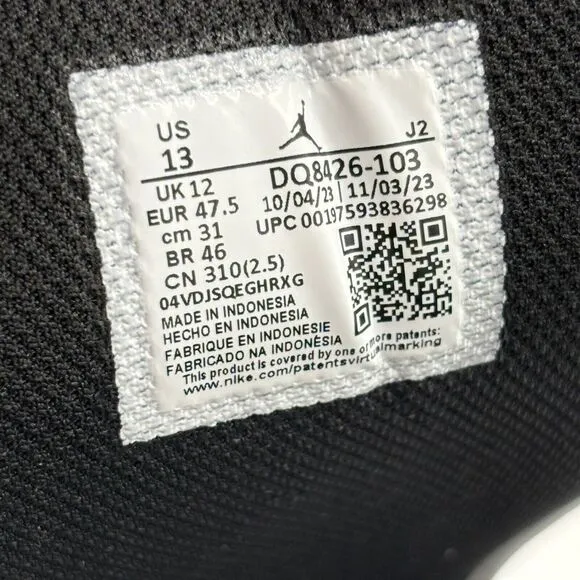 US
13
J2
UK 12
EUR 47.5
cm 31
BR 46
CN 310(2.5)
DQ8426-103
10/04/23 | 11/03/23
UPC 00197593836298
04VDJSQEGHRXG
MADE IN INDONESIA
HECHO EN INDONESIA
FABRIQUE EN INDONESIE
FABRICADO NA INDONÉSIA
This product is covered by one or more patents:
www.nike.com/patentsvirtualmarking